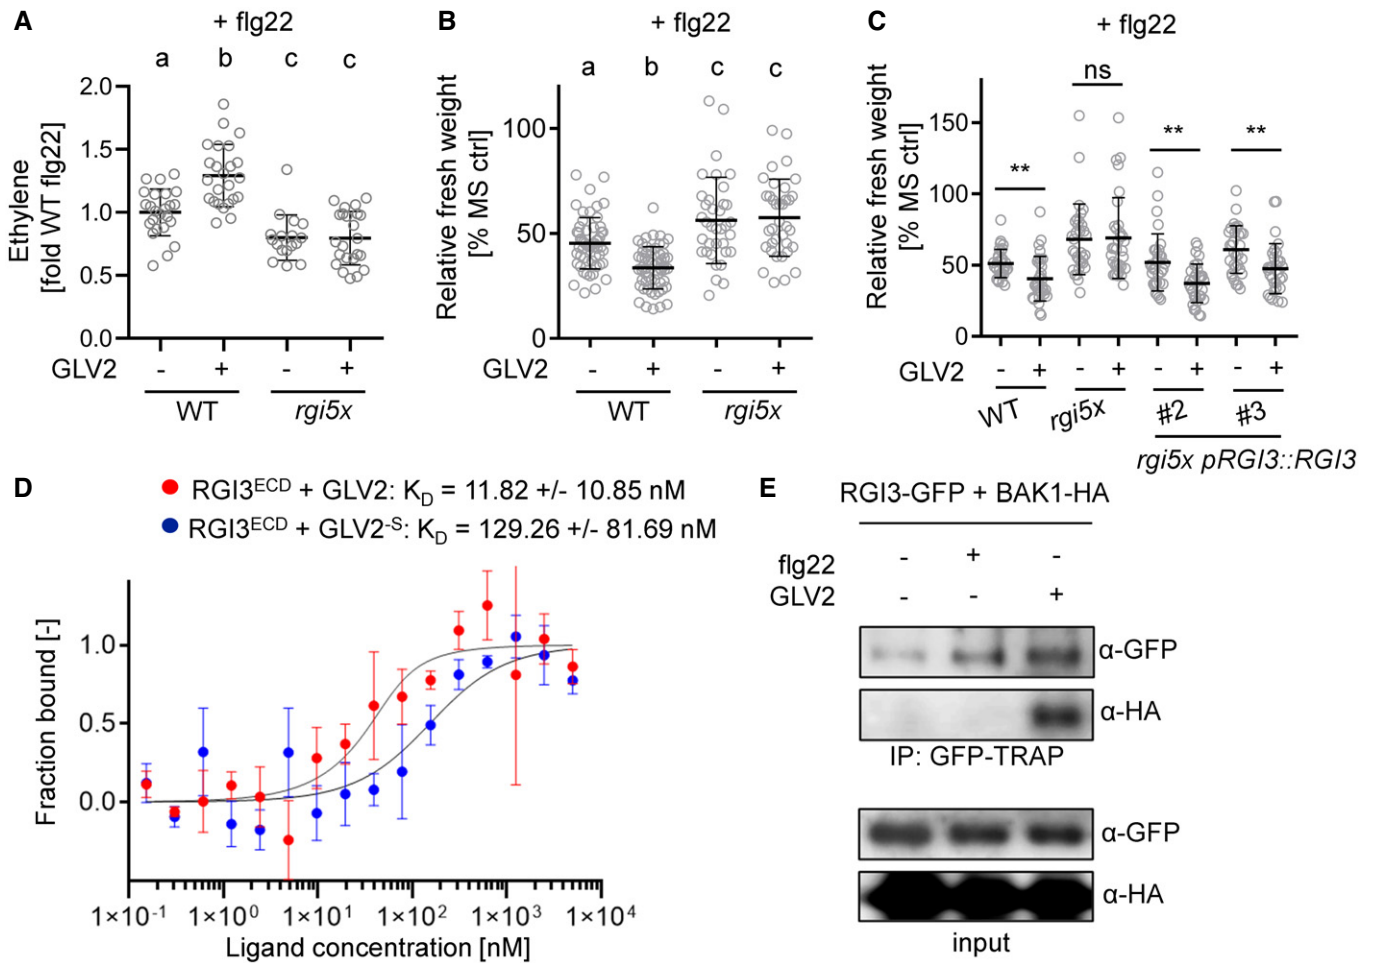 A
+ flg22
a b c c
Ethylene
[fold WT flg22]
2.0
1.5
1.0
0.5
0.0
GLV2 - + - +
WT rgi5x
B
+ flg22
a b c c
Relative fresh weight
[% MS ctrl]
100
50
0
GLV2 - + - +
WT rgi5x
C
+ flg22
ns
** ** **
Relative fresh weight
[% MS ctrl]
150
100
50
0
GLV2 - + - + - + - +
WT rgi5x #2 #3
rgi5x pRGI3::RGI3
D
RGI3ECD + GLV2: KD = 11.82 +/- 10.85 nM
RGI3ECD + GLV2-S: KD = 129.26 +/- 81.69 nM
Fraction bound [-]
1.0
0.5
0.0
1×10-1 1×100 1×101 1×102 1×103 1×104
Ligand concentration [nM]
E
RGI3-GFP + BAK1-HA
flg22 - + -
GLV2 - - +
α-GFP
α-HA
IP: GFP-TRAP
α-GFP
α-HA
input